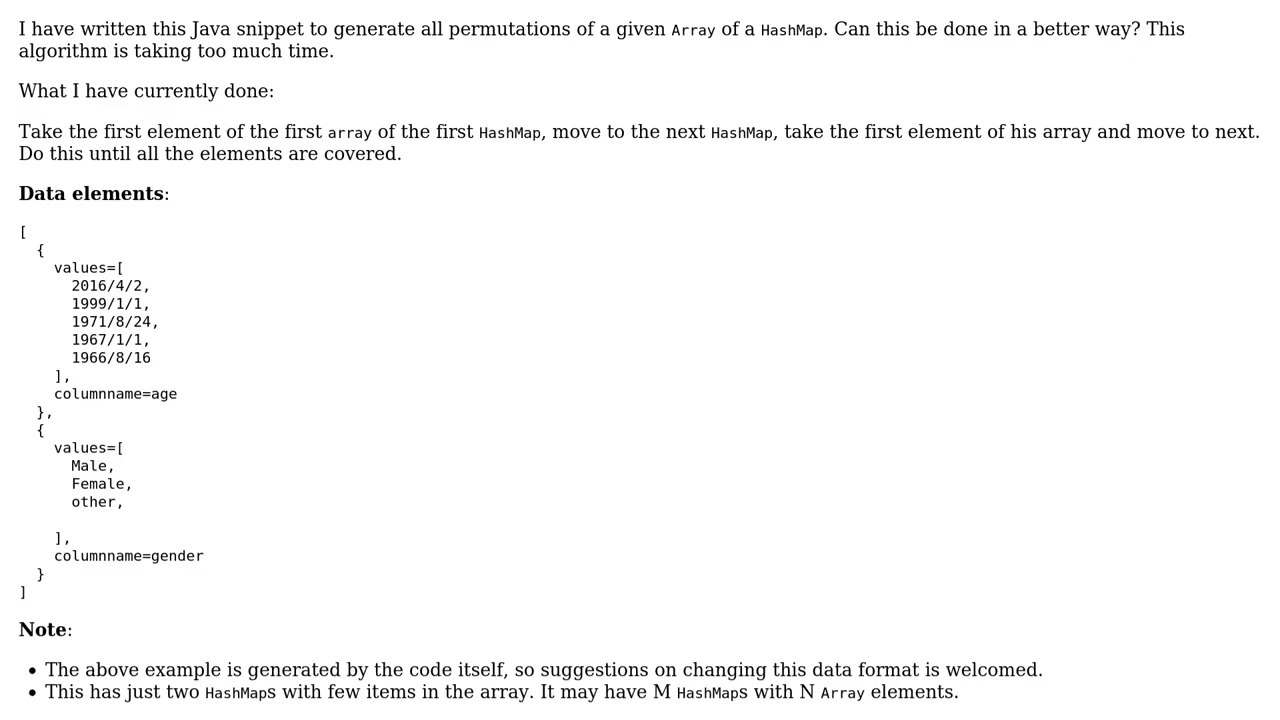 I have written this Java snippet to generate all permutations of a given Array of a HashMap. Can this be done in a better way? This
algorithm is taking too much time.
What I have currently done:
Take the first element of the first array of the first HashMap, move to the next HashMap, take the first element of his array and move to next.
Do this until all the elements are covered.
Data elements:
[
  {
    values=[
      2016/4/2,
      1999/1/1,
      1971/8/24,
      1967/1/1,
      1966/8/16
    ],
    columnname=age
  },
  {
    values=[
      Male,
      Female,
      other,

    ],
    columnname=gender
  }
]
Note:
• The above example is generated by the code itself, so suggestions on changing this data format is welcomed.
• This has just two HashMaps with few items in the array. It may have M HashMaps with N Array elements.